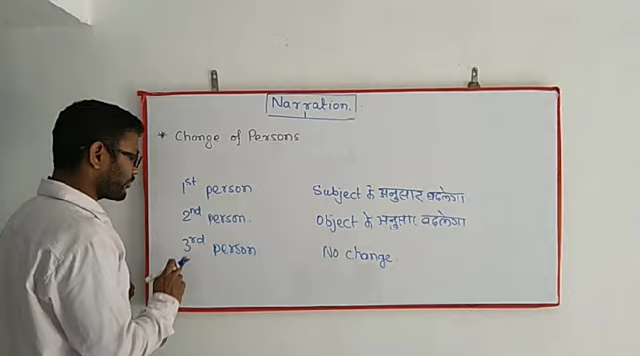 Narration.
* Change of Persons
1st person Subject के अनुसार बदलेगा
2nd person. Object के अनुसार बदलेगा
3rd person No change.